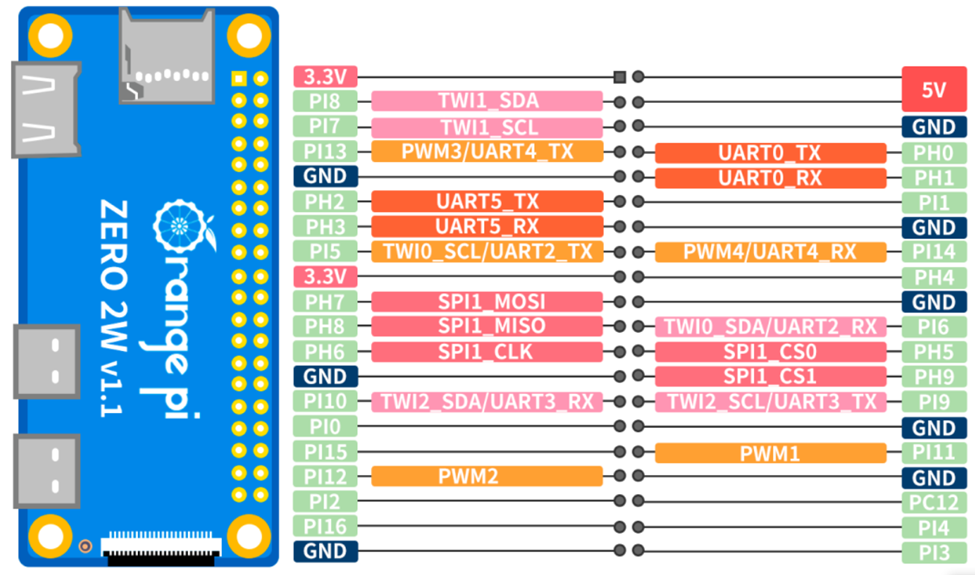 ZERO 2W v1.1
Orange pi
3.3V 5V
PI8 TWI1_SDA
PI7 TWI1_SCL GND
PI13 PWM3/UART4_TX UART0_TX PH0
GND UART0_RX PH1
PH2 UART5_TX PI1
PH3 UART5_RX GND
PI5 TWI0_SCL/UART2_TX PWM4/UART4_RX PI14
3.3V PH4
PH7 SPI1_MOSI GND
PH8 SPI1_MISO TWI0_SDA/UART2_RX PI6
PH6 SPI1_CLK SPI1_CS0 PH5
GND SPI1_CS1 PH9
PI10 TWI2_SDA/UART3_RX TWI2_SCL/UART3_TX PI9
PI0 GND
PI15 PWM1 PI11
PI12 PWM2 GND
PI2 PC12
PI16 PI4
GND PI3